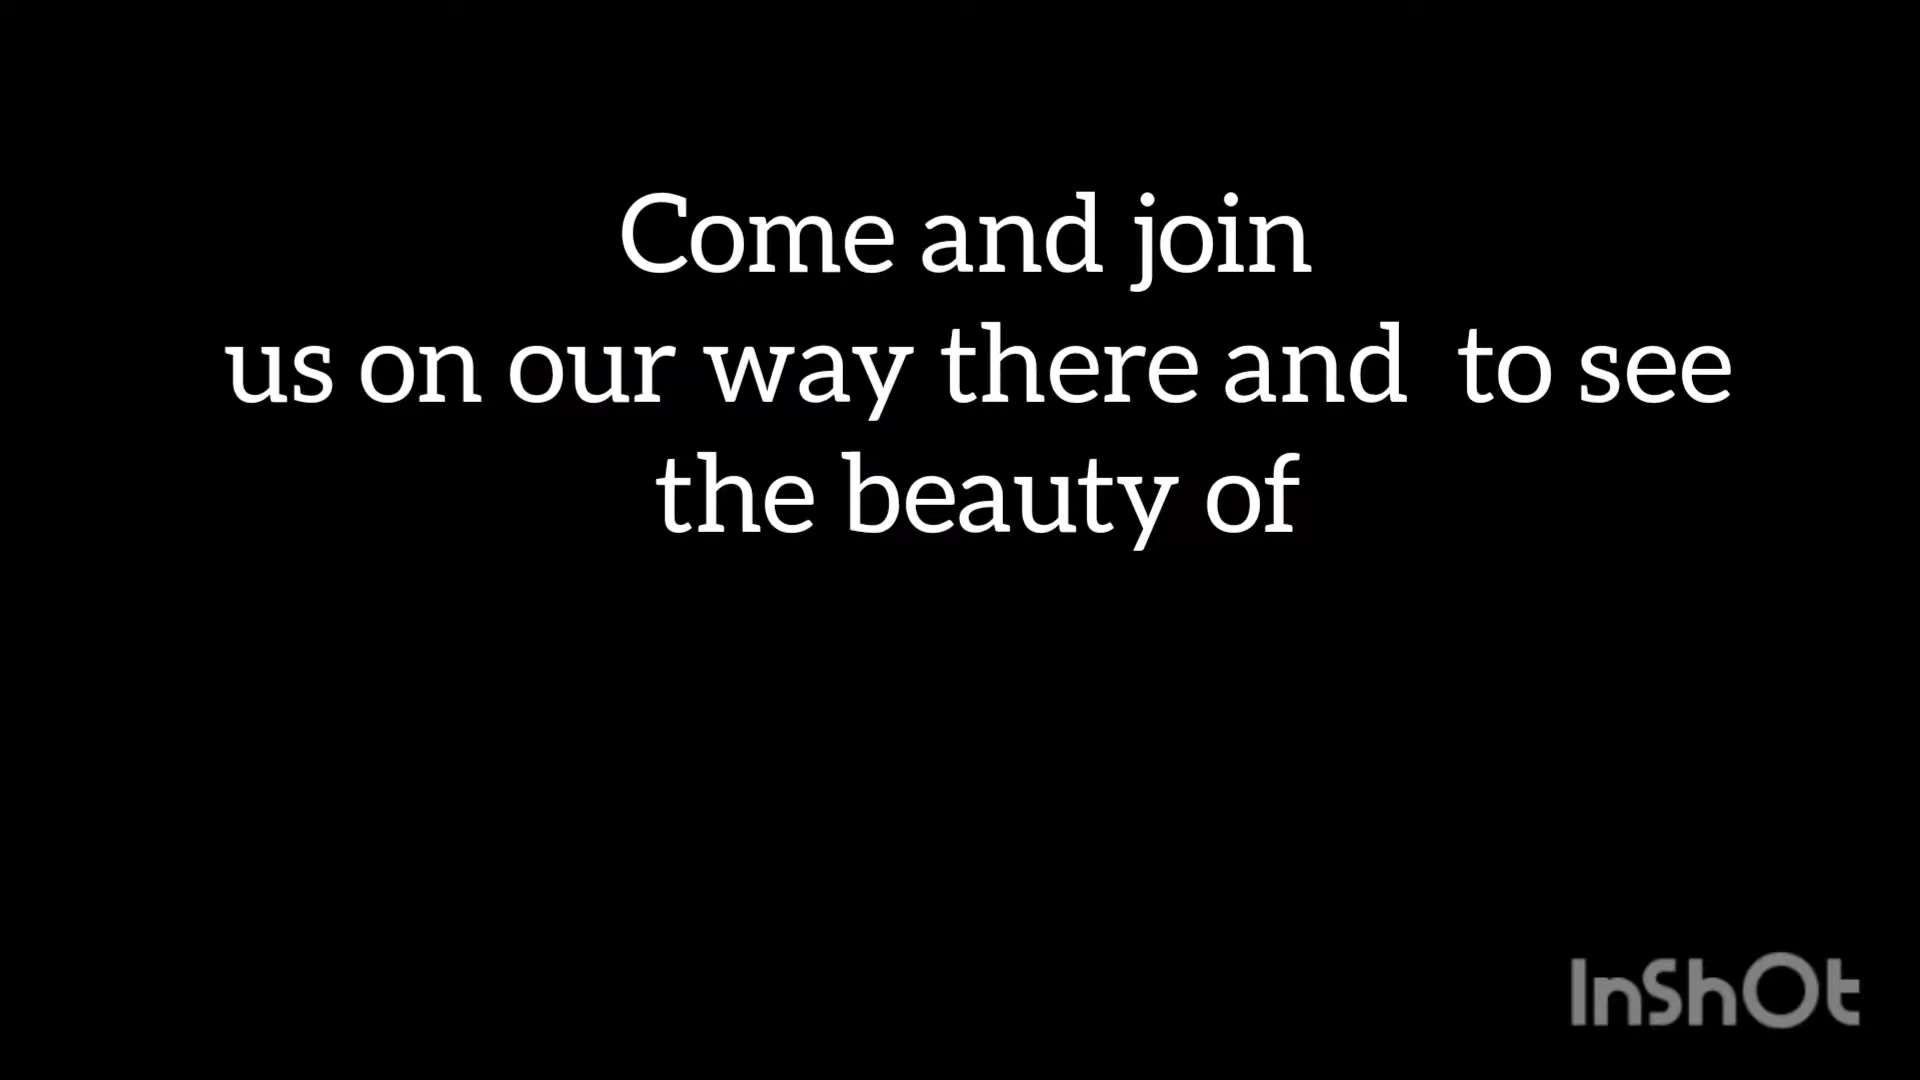 Come and join
us on our way there and  to see
the beauty of
InShOt